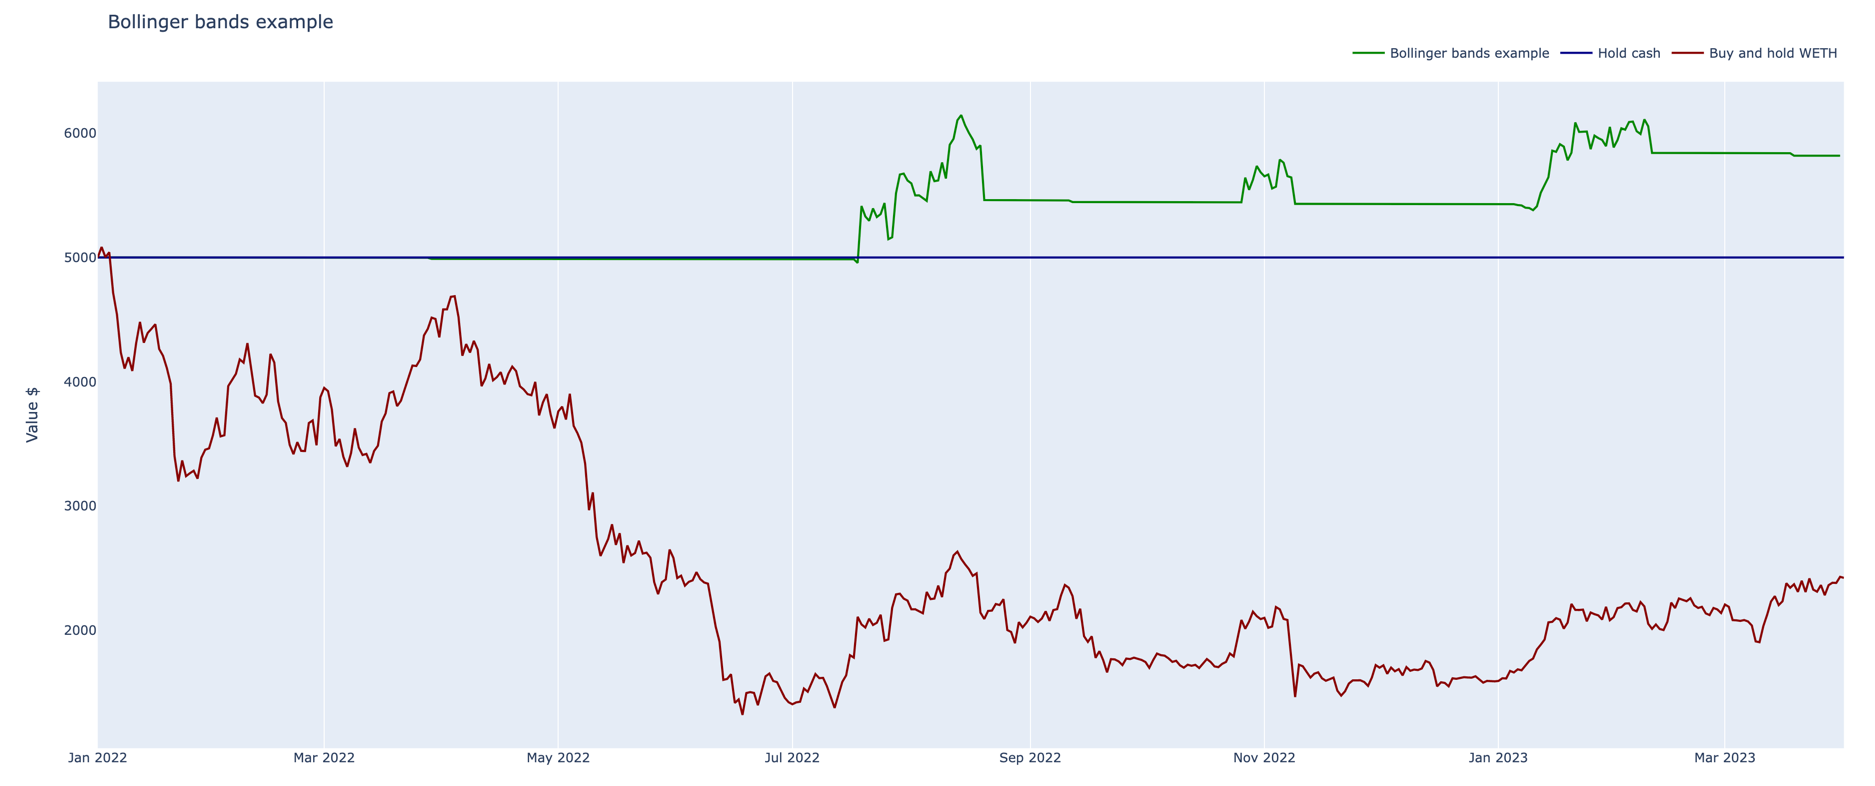 Bollinger bands example
Bollinger bands example Hold cash Buy and hold WETH
Value $
6000
5000
4000
3000
2000
Jan 2022 Mar 2022 May 2022 Jul 2022 Sep 2022 Nov 2022 Jan 2023 Mar 2023